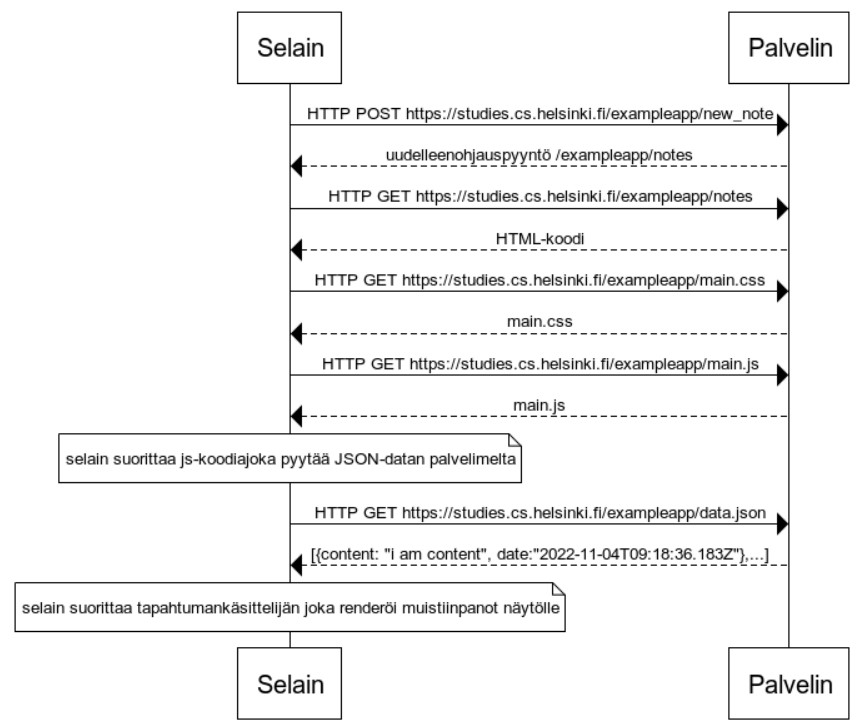 Selain Palvelin
HTTP POST https://studies.cs.helsinki.fi/exampleapp/new_note
uudelleenohjauspyyntö /exampleapp/notes
HTTP GET https://studies.cs.helsinki.fi/exampleapp/notes
HTML-koodi
HTTP GET https://studies.cs.helsinki.fi/exampleapp/main.css
main.css
HTTP GET https://studies.cs.helsinki.fi/exampleapp/main.js
main.js
selain suorittaa js-koodiajoka pyytää JSON-datan palvelimelta
HTTP GET https://studies.cs.helsinki.fi/exampleapp/data.json
[{content: "i am content", date:"2022-11-04T09:18:36.183Z"},...]
selain suorittaa tapahtumankäsittelijän joka renderöi muistiinpanot näytölle
Selain Palvelin